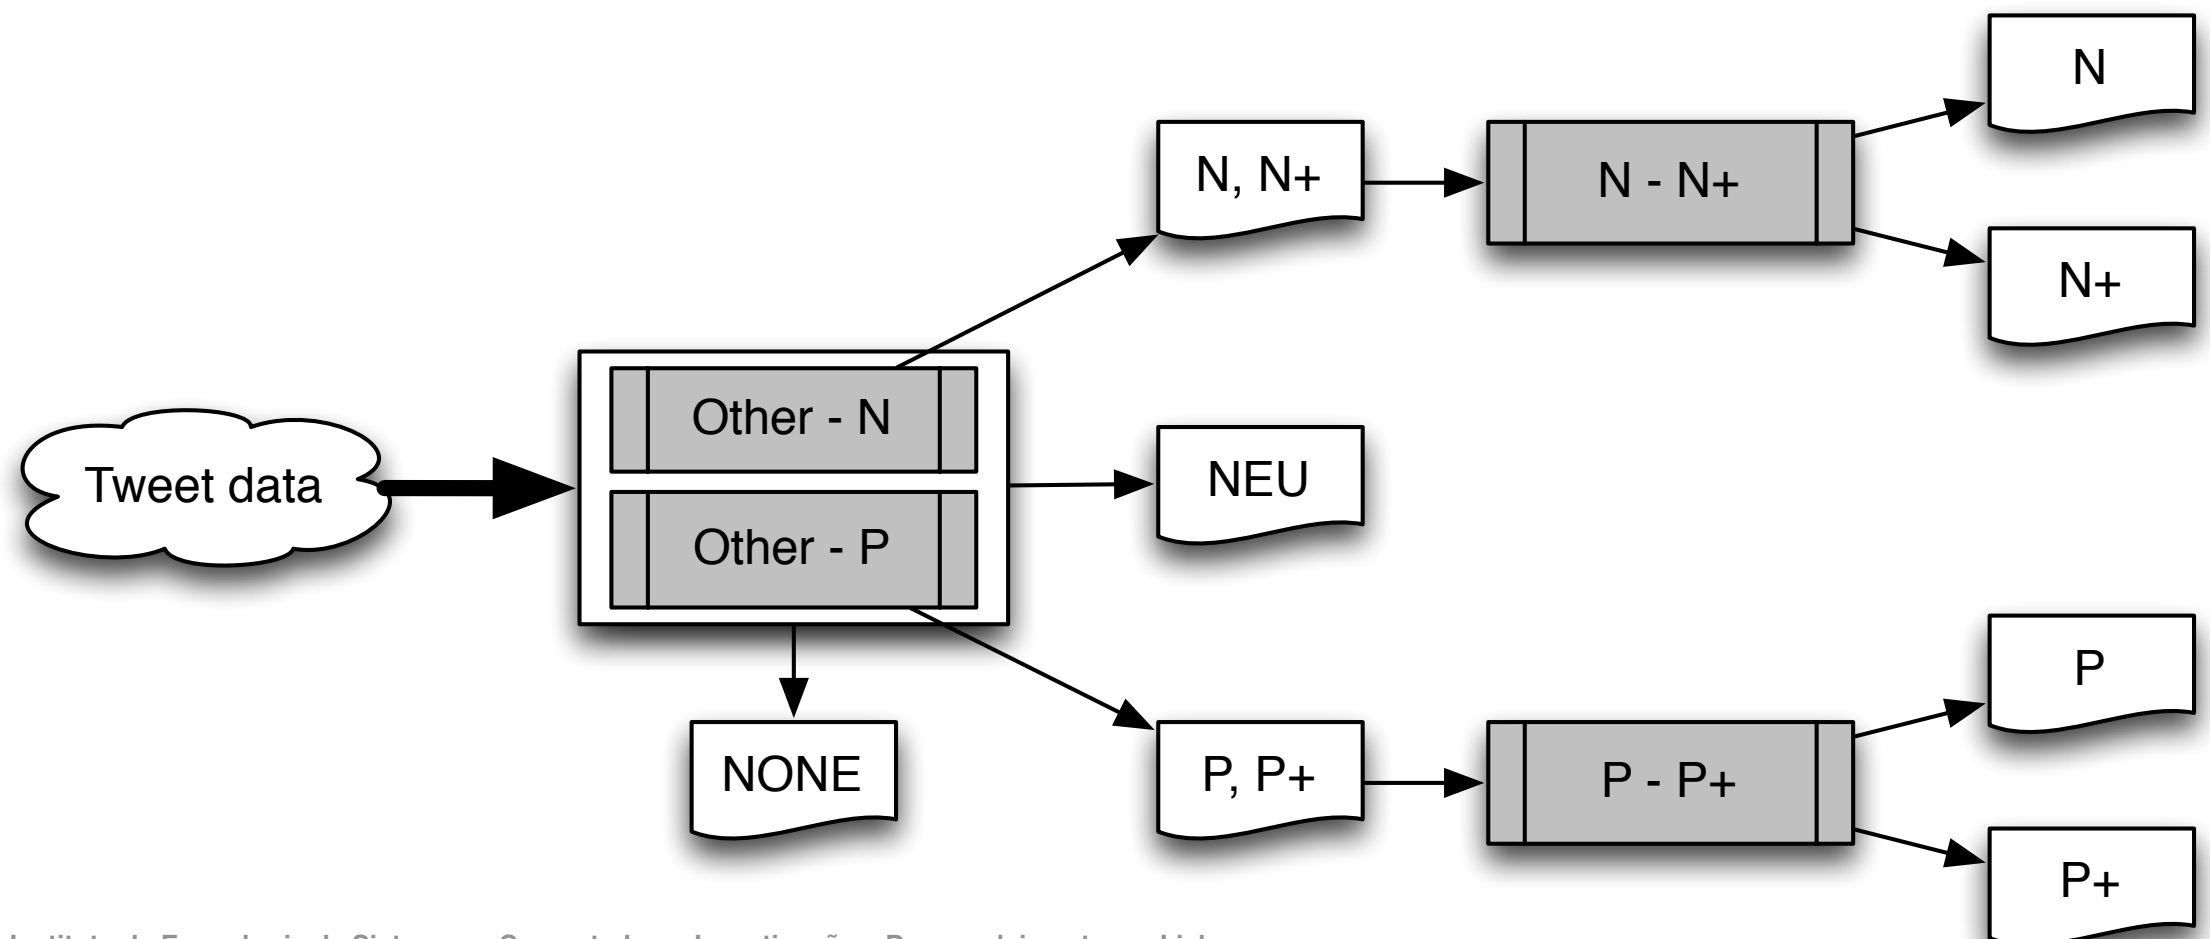 N
N, N+
N - N+
N+
Other - N
Tweet data
NEU
Other - P
P
NONE
P, P+
P - P+
P+